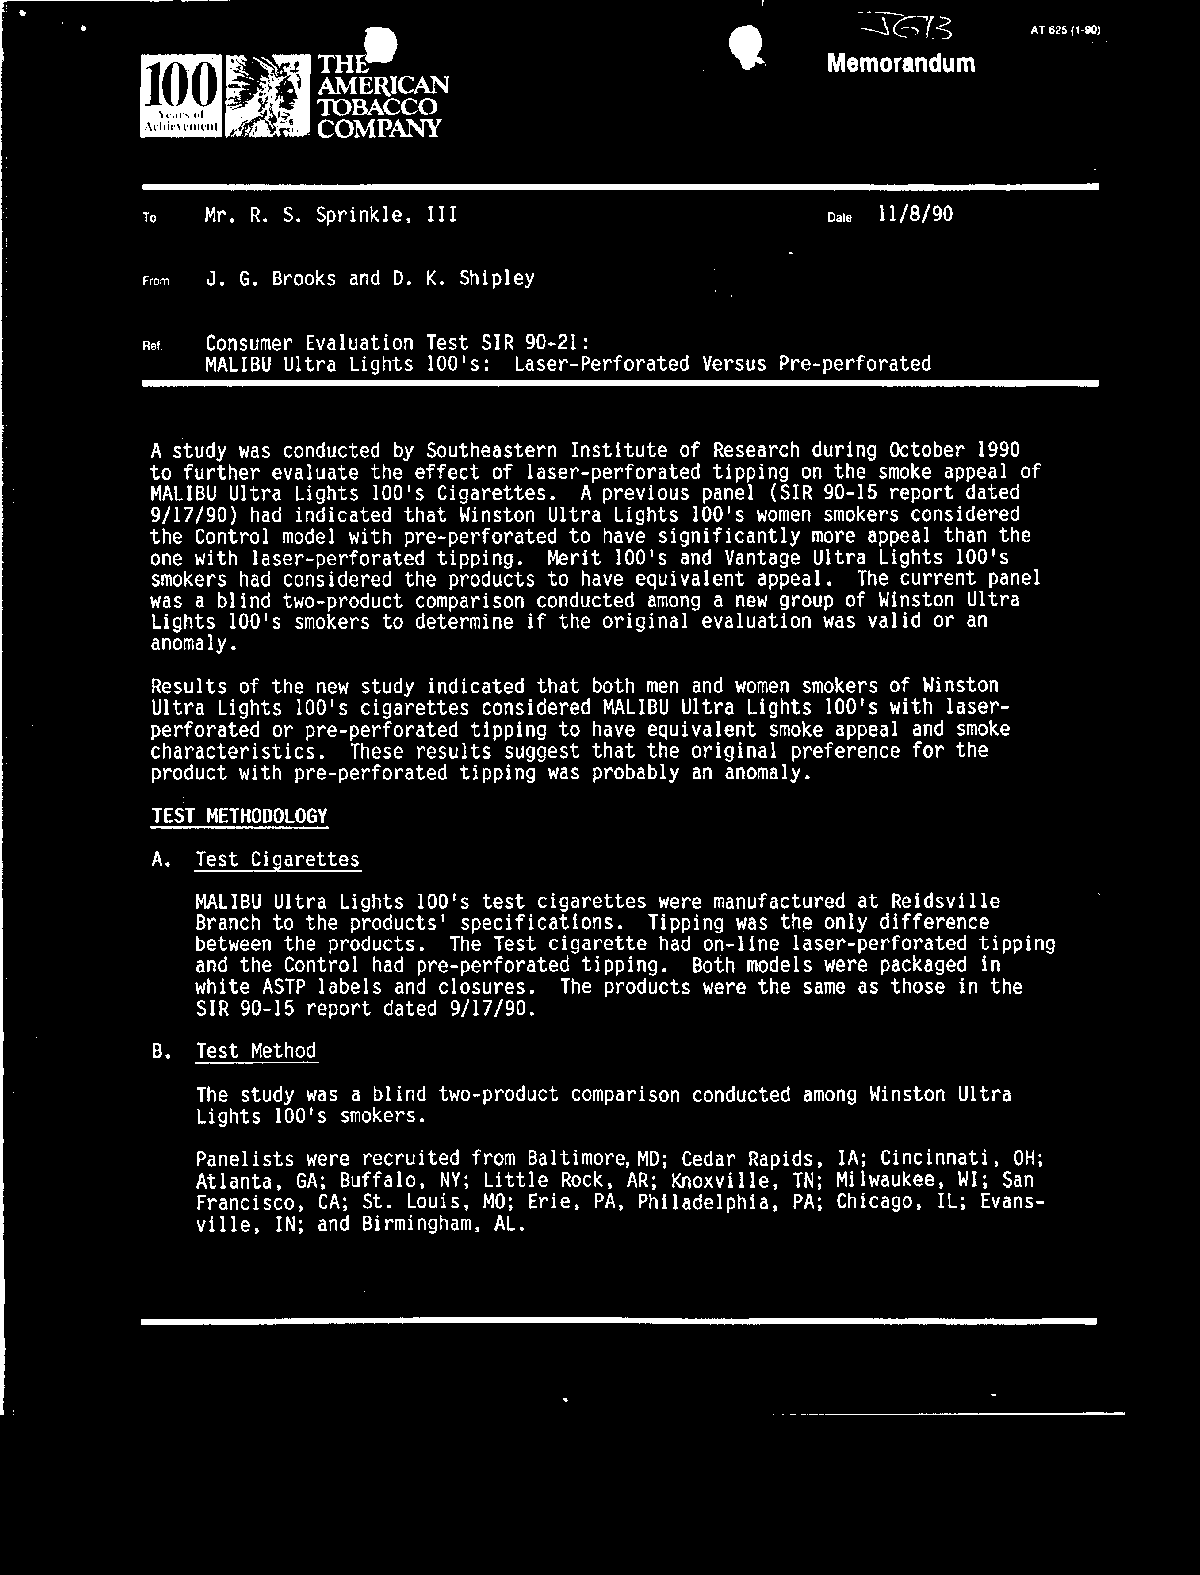 JGB
AT 625 (1-90)
Memorandum
100
Years of
Achievement
THE
AMERICAN
TOBACCO
COMPANY
To Mr. R. S. Sprinkle, III Date 11/8/90
From J. G. Brooks and D. K. Shipley
Ref. Consumer Evaluation Test SIR 90-21:
MALIBU Ultra Lights 100's: Laser-Perforated Versus Pre-perforated
A study was conducted by Southeastern Institute of Research during October 1990
to further evaluate the effect of laser-perforated tipping on the smoke appeal of
MALIBU Ultra Lights 100's Cigarettes. A previous panel (SIR 90-15 report dated
9/17/90) had indicated that Winston Ultra Lights 100's women smokers considered
the Control model with pre-perforated to have significantly more appeal than the
one with laser-perforated tipping. Merit 100's and Vantage Ultra Lights 100's
smokers had considered the products to have equivalent appeal. The current panel
was a blind two-product comparison conducted among a new group of Winston Ultra
Lights 100's smokers to determine if the original evaluation was valid or an
anomaly.
Results of the new study indicated that both men and women smokers of Winston
Ultra Lights 100's cigarettes considered MALIBU Ultra Lights 100's with laser-
perforated or pre-perforated tipping to have equivalent smoke appeal and smoke
characteristics. These results suggest that the original preference for the
product with pre-perforated tipping was probably an anomaly.
TEST METHODOLOGY
A. Test Cigarettes
MALIBU Ultra Lights 100's test cigarettes were manufactured at Reidsville
Branch to the products' specifications. Tipping was the only difference
between the products. The Test cigarette had on-line laser-perforated tipping
and the Control had pre-perforated tipping. Both models were packaged in
white ASTP labels and closures. The products were the same as those in the
SIR 90-15 report dated 9/17/90.
B. Test Method
The study was a blind two-product comparison conducted among Winston Ultra
Lights 100's smokers.
Panelists were recruited from Baltimore, MD; Cedar Rapids, IA; Cincinnati, OH;
Atlanta, GA; Buffalo, NY; Little Rock, AR; Knoxville, TN; Milwaukee, WI; San
Francisco, CA; St. Louis, MO; Erie, PA, Philadelphia, PA; Chicago, IL; Evans-
ville, IN; and Birmingham, AL.